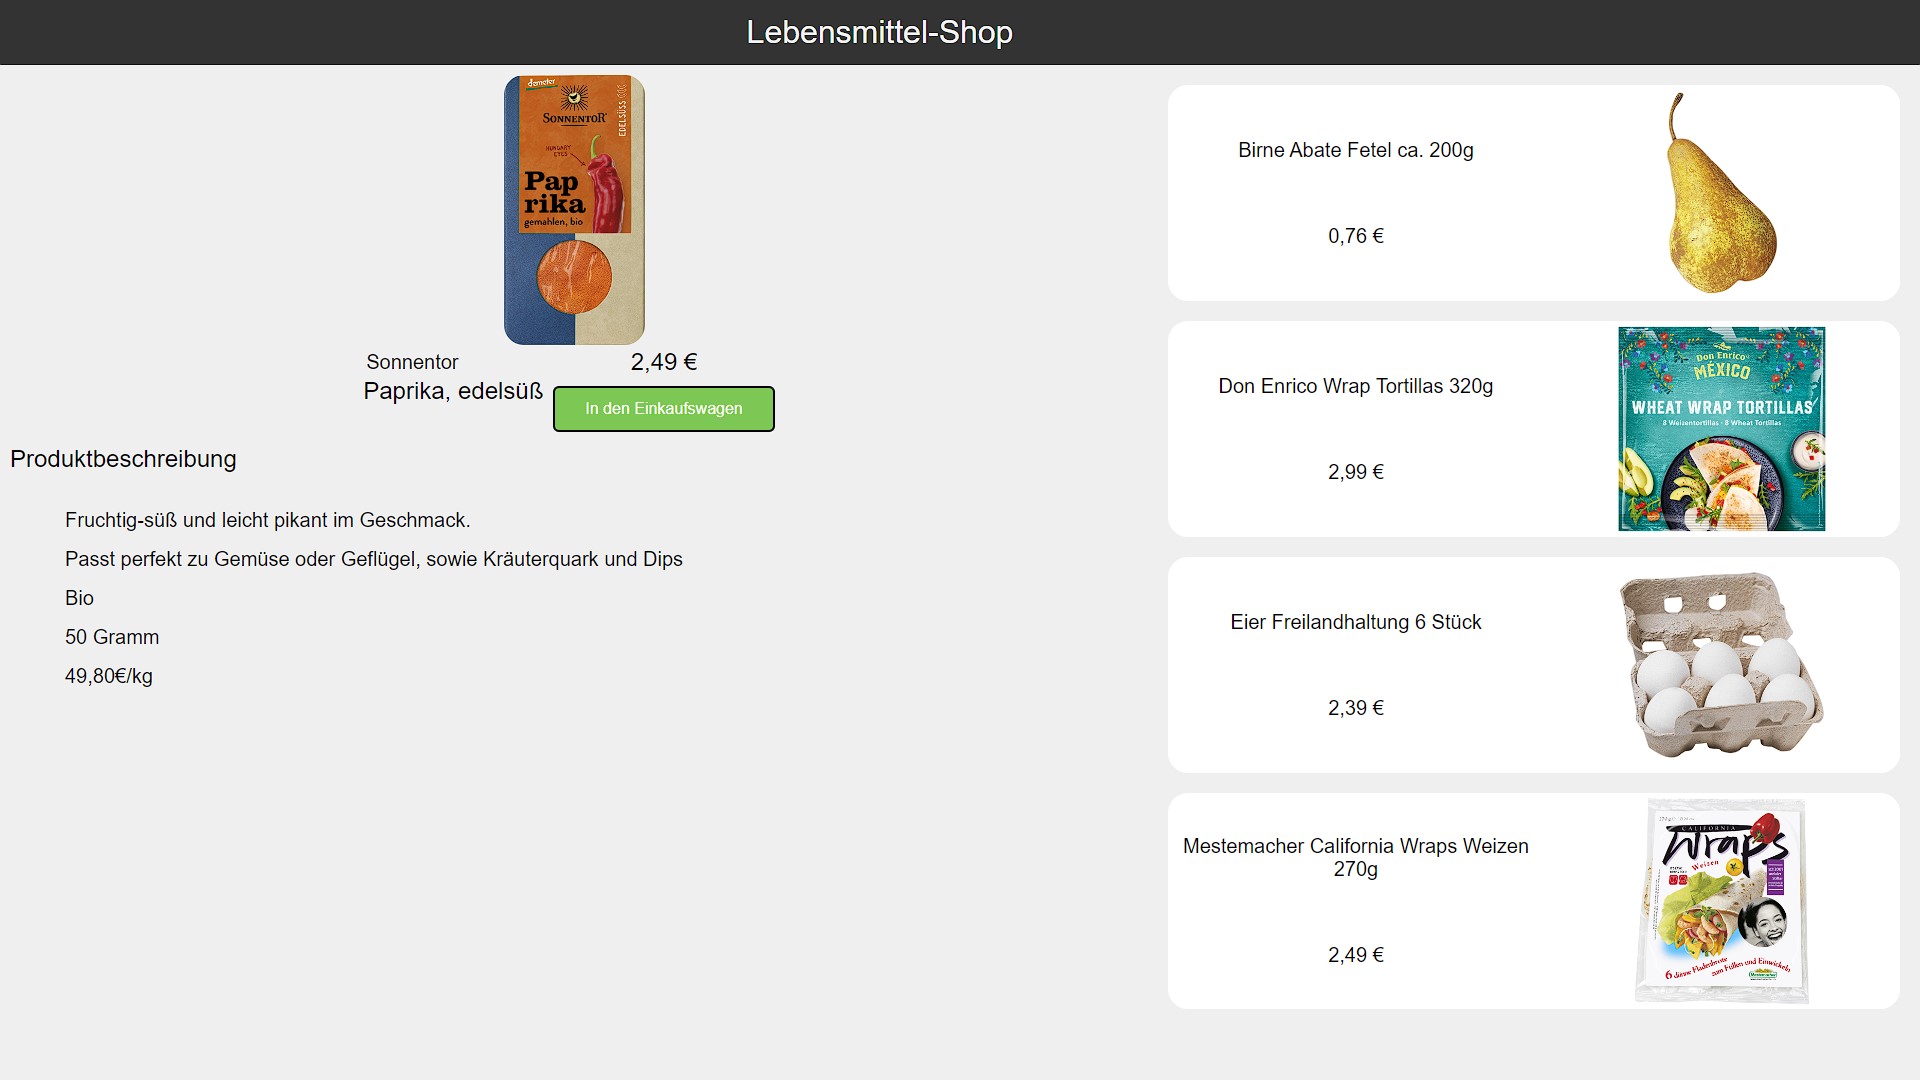 Lebensmittel-Shop
demeter
SONNENTOR
EDELSÜSS
HUNGARY
EYES
Pap
rika
gemahlen, bio
Sonnentor
2,49 €
Paprika, edelsüß
In den Einkaufswagen
Produktbeschreibung
Fruchtig-süß und leicht pikant im Geschmack.
Passt perfekt zu Gemüse oder Geflügel, sowie Kräuterquark und Dips
Bio
50 Gramm
49,80€/kg
Birne Abate Fetel ca. 200g
0,76 €
Don Enrico Wrap Tortillas 320g
2,99 €
Don Enrico
MÉXICO
WHEAT WRAP TORTILLAS
8 Weizentortillas · 8 Wheat Tortillas
Eier Freilandhaltung 6 Stück
2,39 €
Mestemacher California Wraps Weizen
270g
2,49 €
CALIFORNIA
Wraps
Weizen
6 dünne Fladenbrote
zum Füllen und Einwickeln
Mestemacher